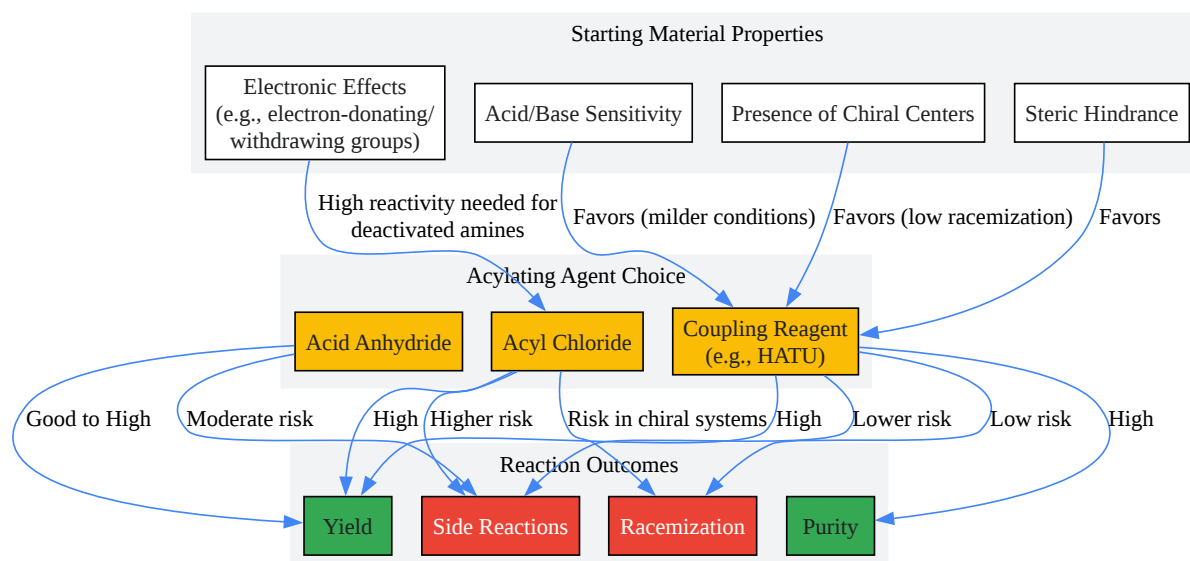 Starting Material Properties
Electronic Effects
(e.g., electron-donating/
withdrawing groups)
Acid/Base Sensitivity
Presence of Chiral Centers
Steric Hindrance
High reactivity needed for
deactivated amines
Favors (milder conditions)
Favors (low racemization)
Favors
Acylating Agent Choice
Acid Anhydride
Acyl Chloride
Coupling Reagent
(e.g., HATU)
Good to High
Moderate risk
High
Higher risk
Risk in chiral systems
High
Lower risk
Low risk
High
Reaction Outcomes
Yield
Side Reactions
Racemization
Purity